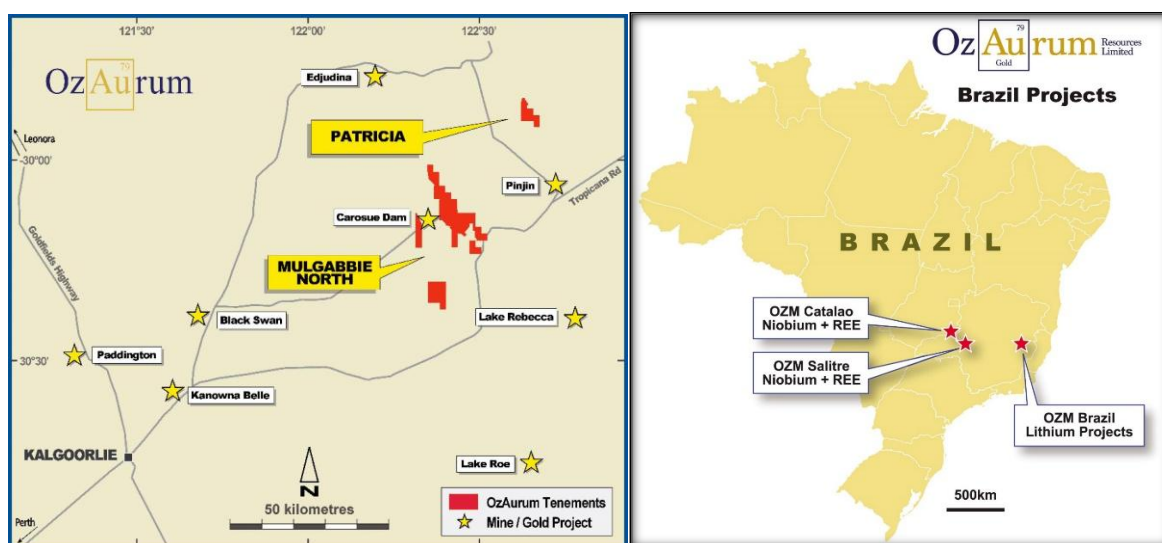 121°30'
122°00'
122°30'
79
OzAurum
Edjudina
PATRICIA
Leonora
-30°00'
Pinjin
Tropicana Rd
Carosue Dam
Goldfields Highway
MULGABBIE
NORTH
Black Swan
Lake Rebecca
Paddington
-30°30'
Kanowna Belle
KALGOORLIE
Lake Roe
N
50 kilometres
OzAurum Tenements
Mine / Gold Project
Perth
79
OzAurum Resources
Limited
Gold
Brazil Projects
BRAZIL
OZM Catalao
Niobium + REE
OZM Salitre
Niobium + REE
OZM Brazil
Lithium Projects
500km